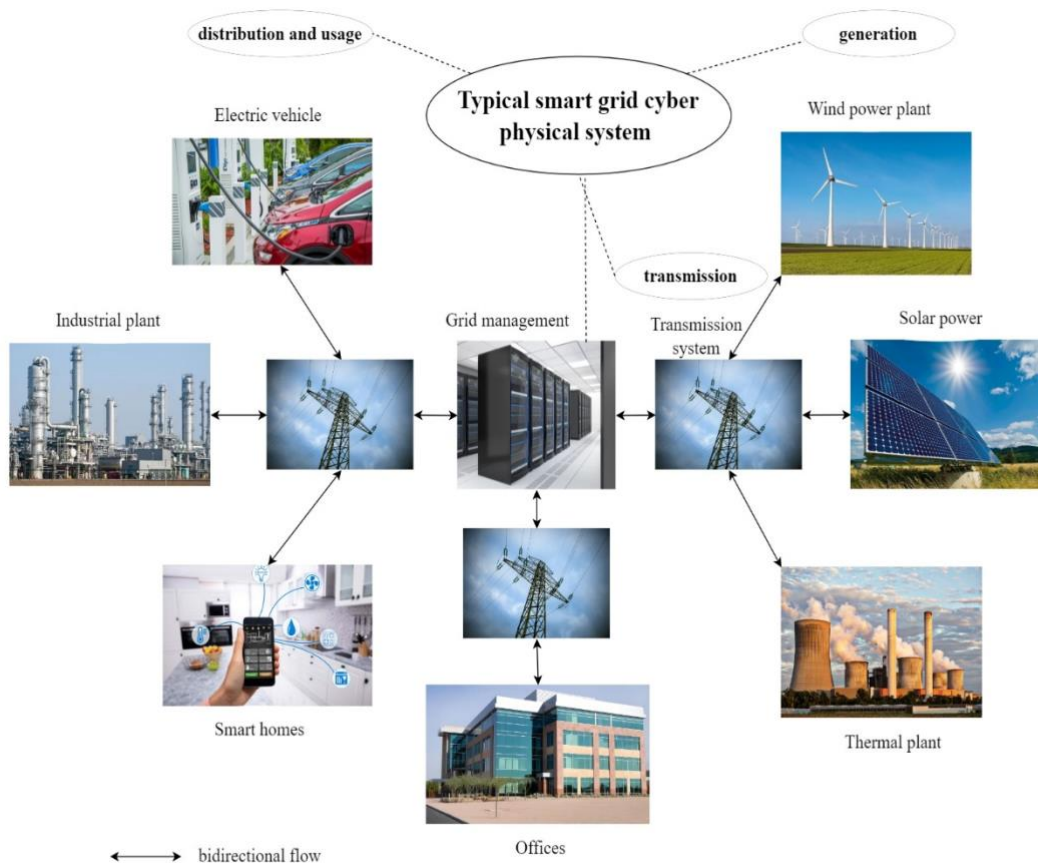 distribution and usage
generation
Typical smart grid cyber
physical system
Electric vehicle
Wind power plant
transmission
Industrial plant
Grid management
Transmission
system
Solar power
Smart homes
Thermal plant
Offices
bidirectional flow